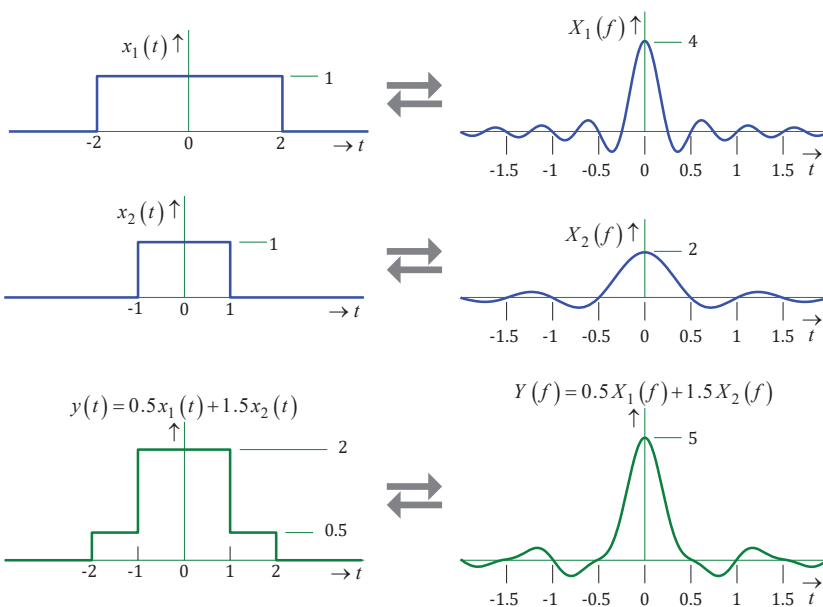 x₁(t) ↑
1
-2 0 2 → t
X₁(f) ↑
4
-1.5 -1 -0.5 0 0.5 1 1.5 → t
x₂(t) ↑
1
-1 0 1 → t
X₂(f) ↑
2
-1.5 -1 -0.5 0 0.5 1 1.5 → t
y(t) = 0.5x₁(t) + 1.5x₂(t)
↑
2
0.5
-2 -1 0 1 2 → t
Y(f) = 0.5X₁(f) + 1.5X₂(f)
↑
5
-1.5 -1 -0.5 0 0.5 1 1.5 → t